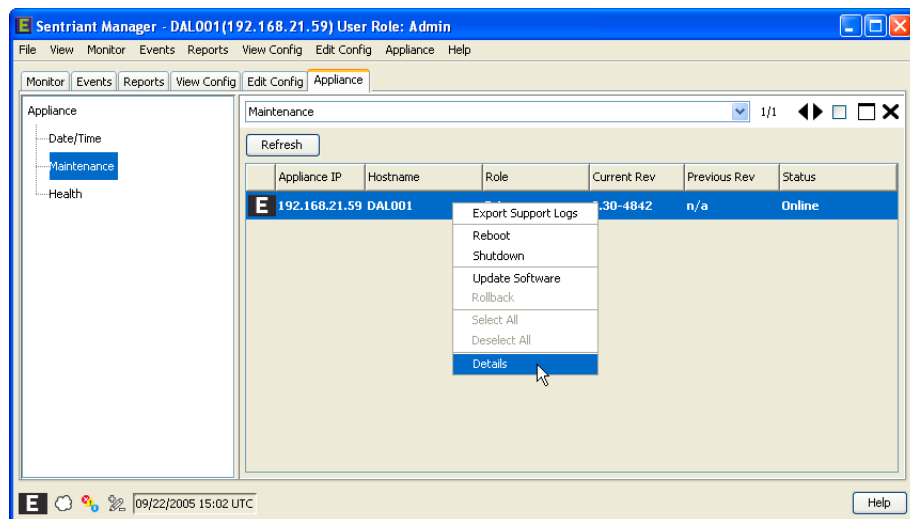 E Sentriant Manager - DAL001(192.168.21.59) User Role: Admin
File View Monitor Events Reports View Config Edit Config Appliance Help
Monitor Events Reports View Config Edit Config Appliance
Appliance
Date/Time
Maintenance
Health
Maintenance 1/1
Refresh
Appliance IP Hostname Role Current Rev Previous Rev Status
E 192.168.21.59 DAL001 .30-4842 n/a Online
Export Support Logs
Reboot
Shutdown
Update Software
Rollback
Select All
Deselect All
Details
E 09/22/2005 15:02 UTC Help